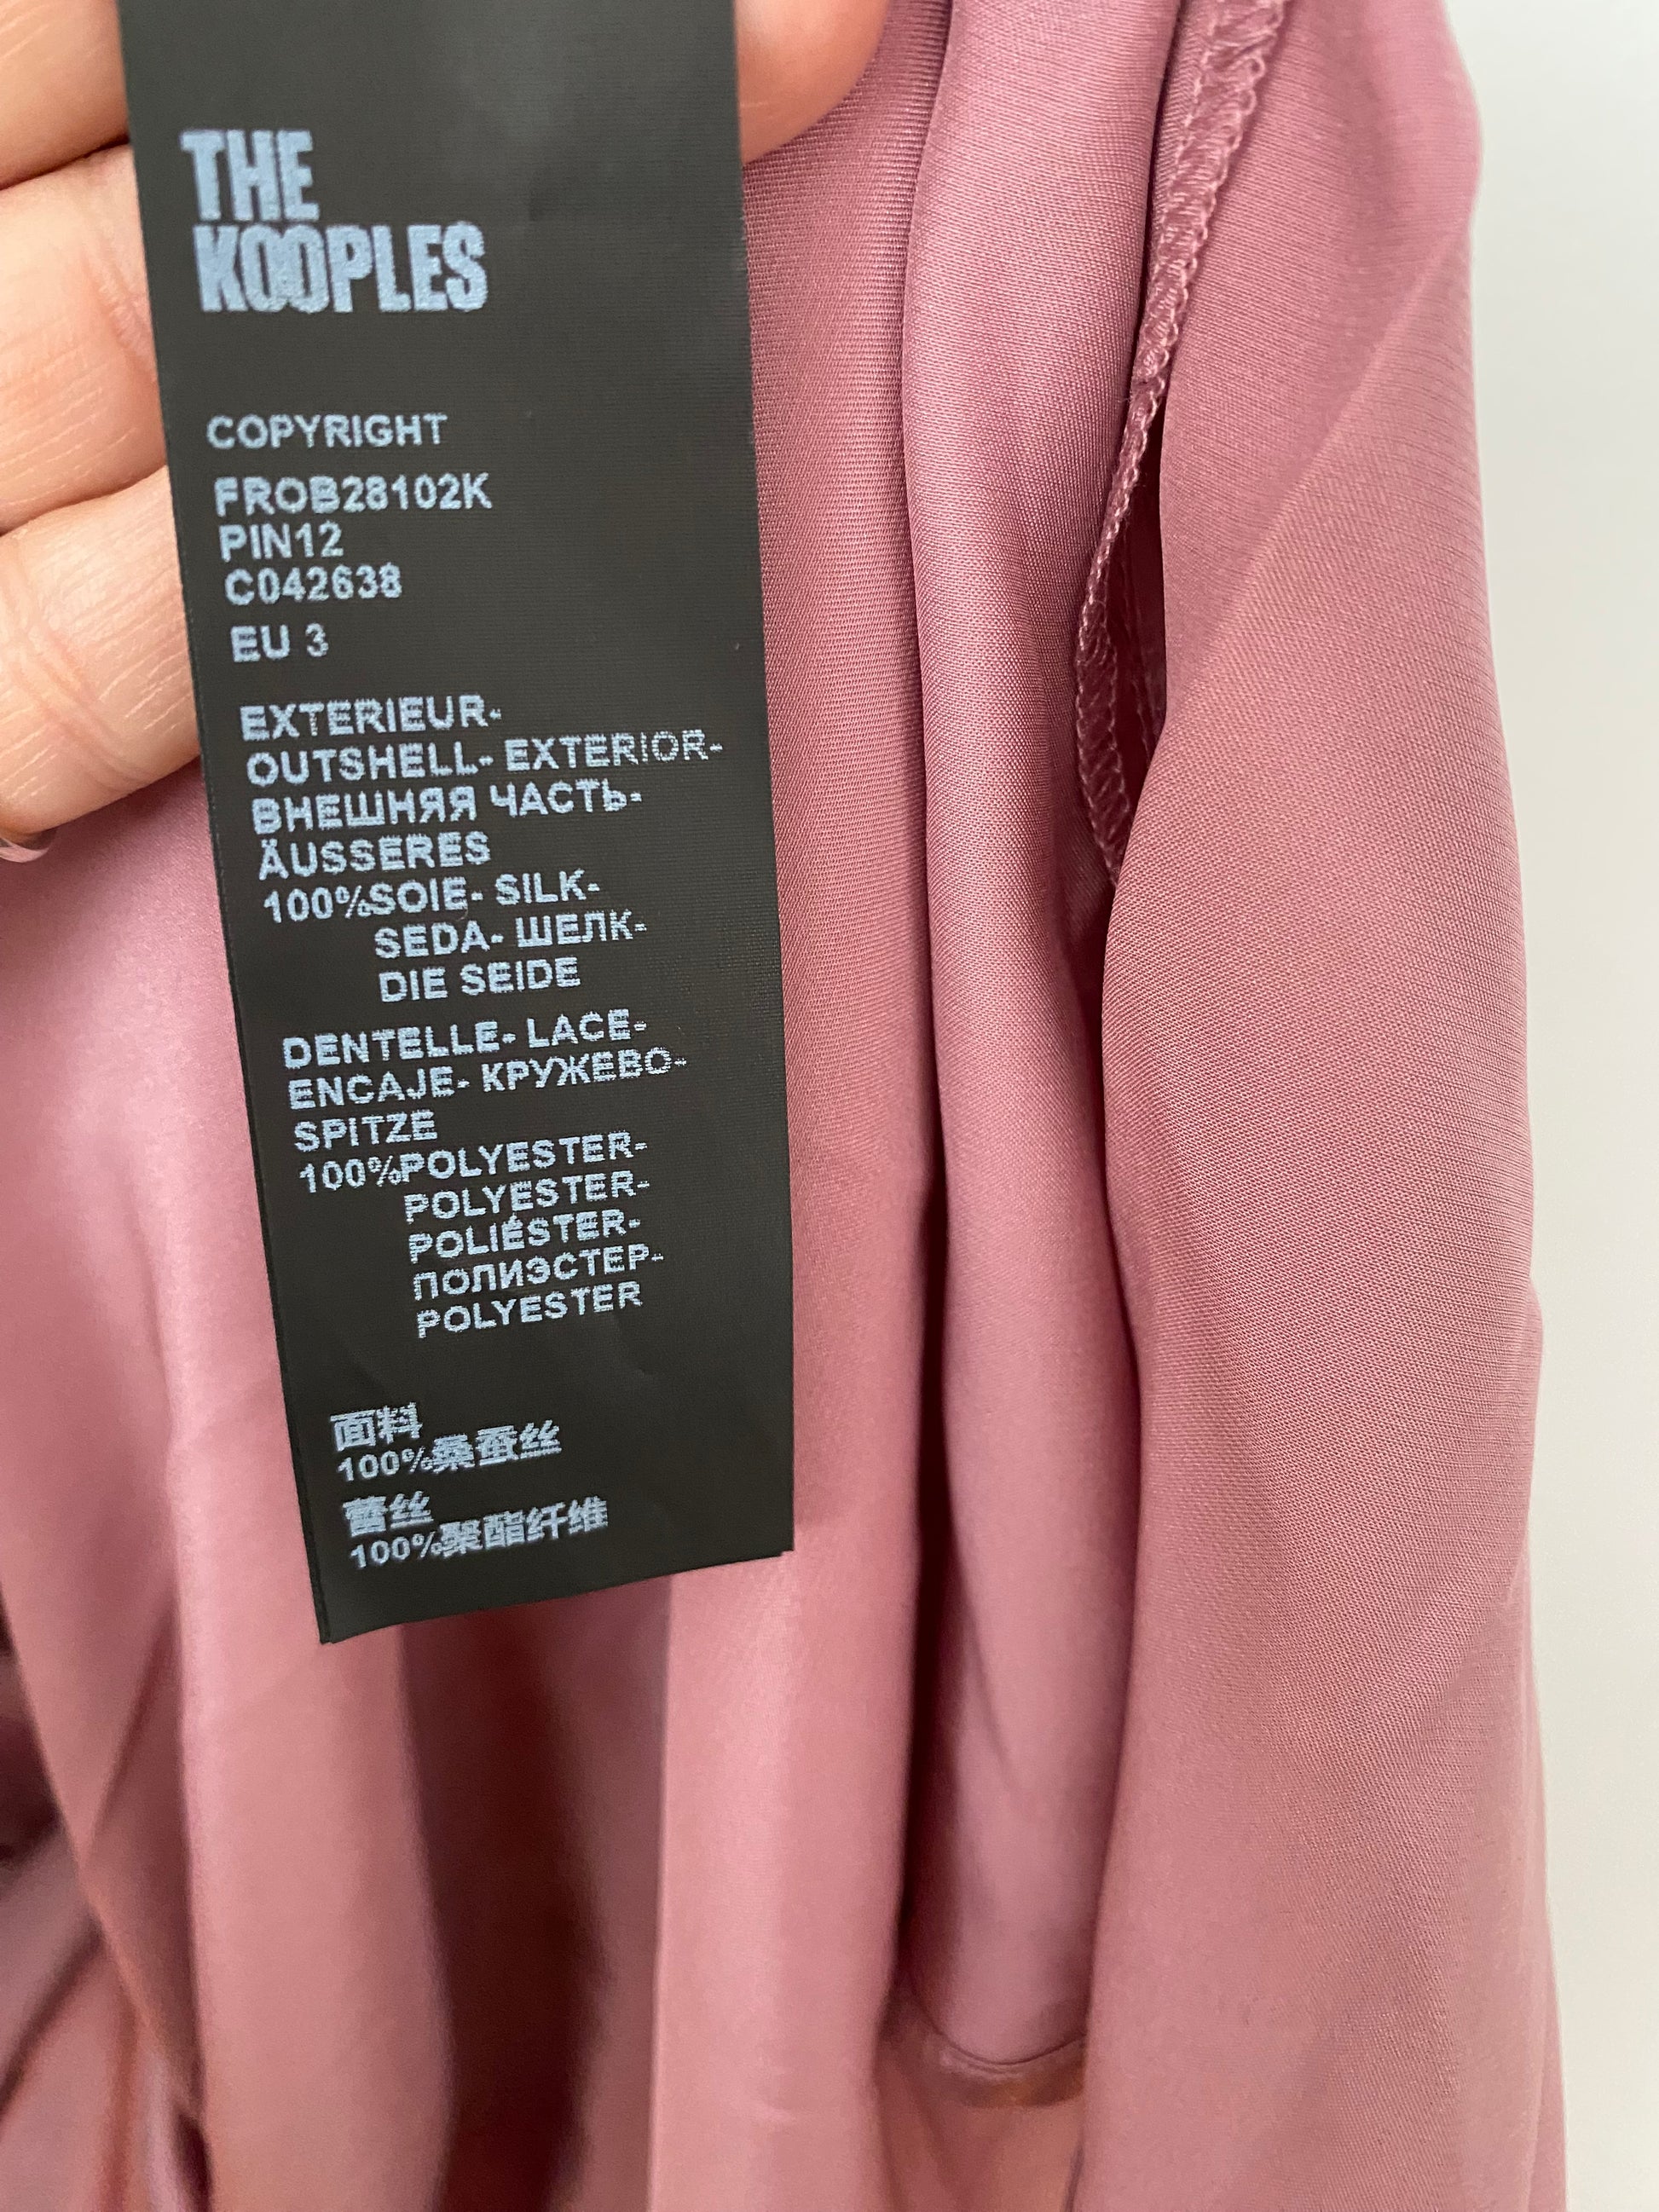 THE
KOOPLES
COPYRIGHT
FROB28102K
PIN12
C042638
EU 3
EXTERIEUR-
OUTSHELL- EXTERIOR-
ВНЕШНЯЯ ЧАСТЬ-
ÄUSSERES
100%SOIE- SILK-
SEDA- ШЕЛК-
DIE SEIDE
DENTELLE- LACE-
ENCAJE- КРУЖЕВО-
SPITZE
100%POLYESTER-
POLYESTER-
POLIÉSTER-
ПОЛИЭСТЕР-
POLYESTER
面料
100%桑蚕丝
蕾丝
100%聚酯纤维